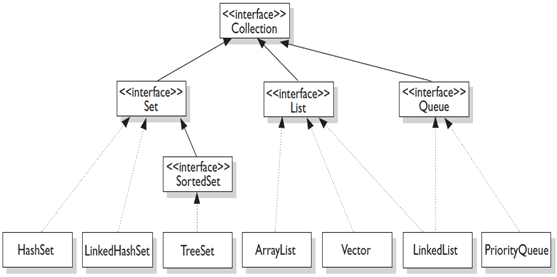 <<interface>>
Collection
<<interface>>
Set
<<interface>>
List
<<interface>>
Queue
<<interface>>
SortedSet
HashSet
LinkedHashSet
TreeSet
ArrayList
Vector
LinkedList
PriorityQueue